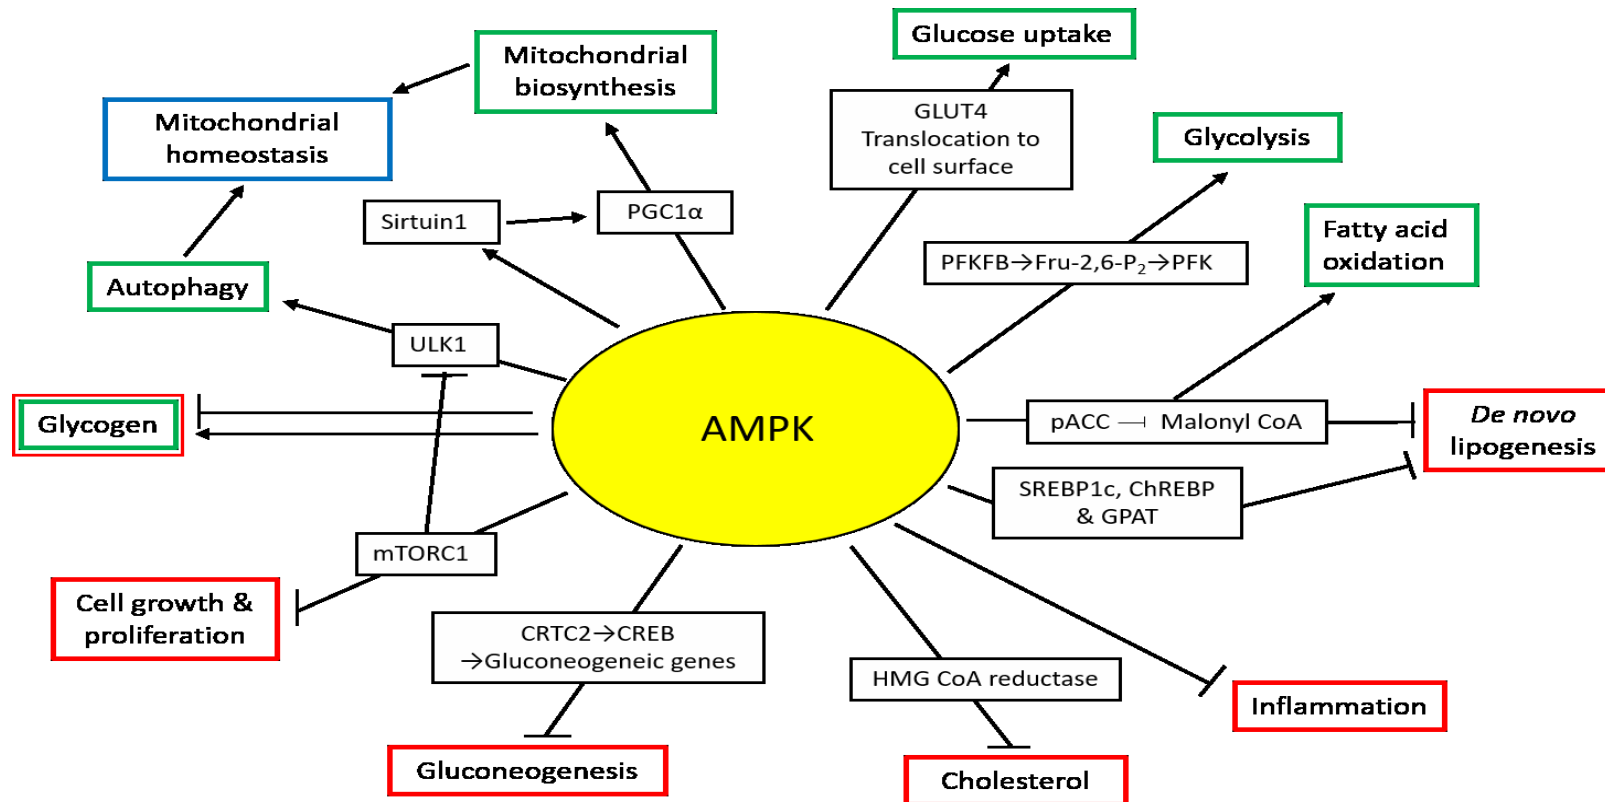 Glucose uptake
Mitochondrial
biosynthesis
GLUT4
Translocation to
cell surface
Mitochondrial
homeostasis
Glycolysis
Sirtuin1
PGC1α
Fatty acid
oxidation
PFKFB→Fru-2,6-P₂→PFK
Autophagy
ULK1
Glycogen
AMPK
pACC ⟞ Malonyl CoA
De novo
lipogenesis
SREBP1c, ChREBP
& GPAT
mTORC1
Cell growth &
proliferation
CRTC2→CREB
→Gluconeogeneic genes
HMG CoA reductase
Inflammation
Gluconeogenesis
Cholesterol